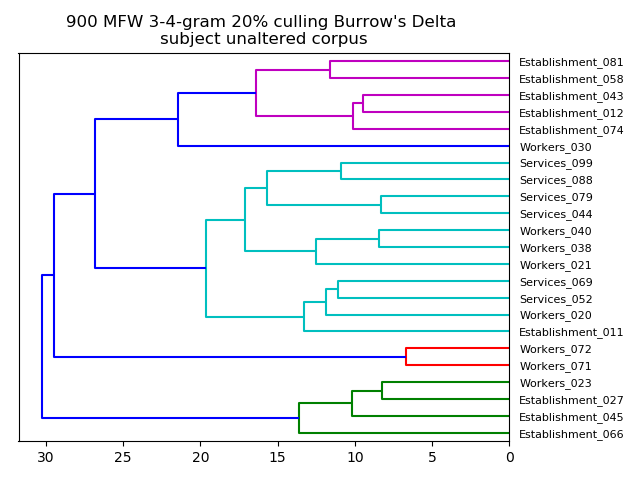 900 MFW 3-4-gram 20% culling Burrow's Delta
subject unaltered corpus
Establishment_081
Establishment_058
Establishment_043
Establishment_012
Establishment_074
Workers_030
Services_099
Services_088
Services_079
Services_044
Workers_040
Workers_038
Workers_021
Services_069
Services_052
Workers_020
Establishment_011
Workers_072
Workers_071
Workers_023
Establishment_027
Establishment_045
Establishment_066
30 25 20 15 10 5 0